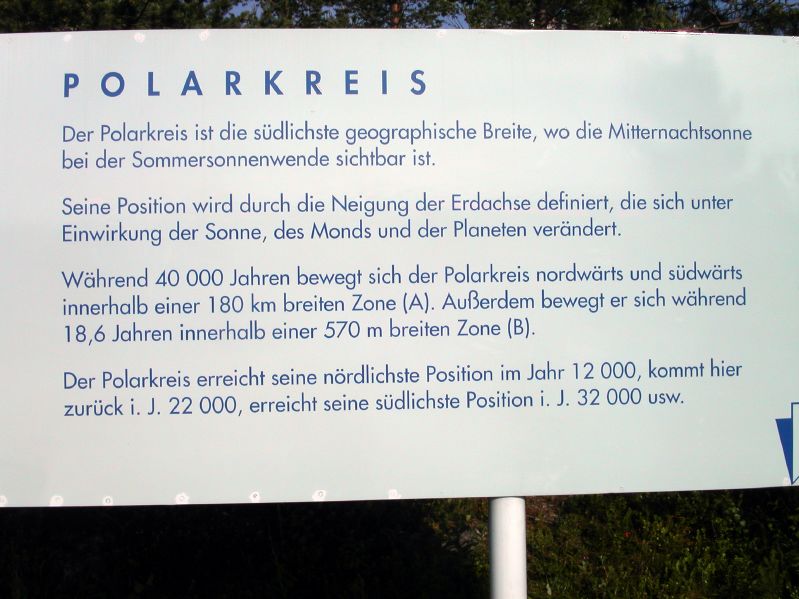 POLARKREIS
Der Polarkreis ist die südlichste geographische Breite, wo die Mitternachtsonne
bei der Sommersonnenwende sichtbar ist.
Seine Position wird durch die Neigung der Erdachse definiert, die sich unter
Einwirkung der Sonne, des Monds und der Planeten verändert.
Während 40 000 Jahren bewegt sich der Polarkreis nordwärts und südwärts
innerhalb einer 180 km breiten Zone (A). Außerdem bewegt er sich während
18,6 Jahren innerhalb einer 570 m breiten Zone (B).
Der Polarkreis erreicht seine nördlichste Position im Jahr 12 000, kommt hier
zurück i. J. 22 000, erreicht seine südlichste Position i. J. 32 000 usw.